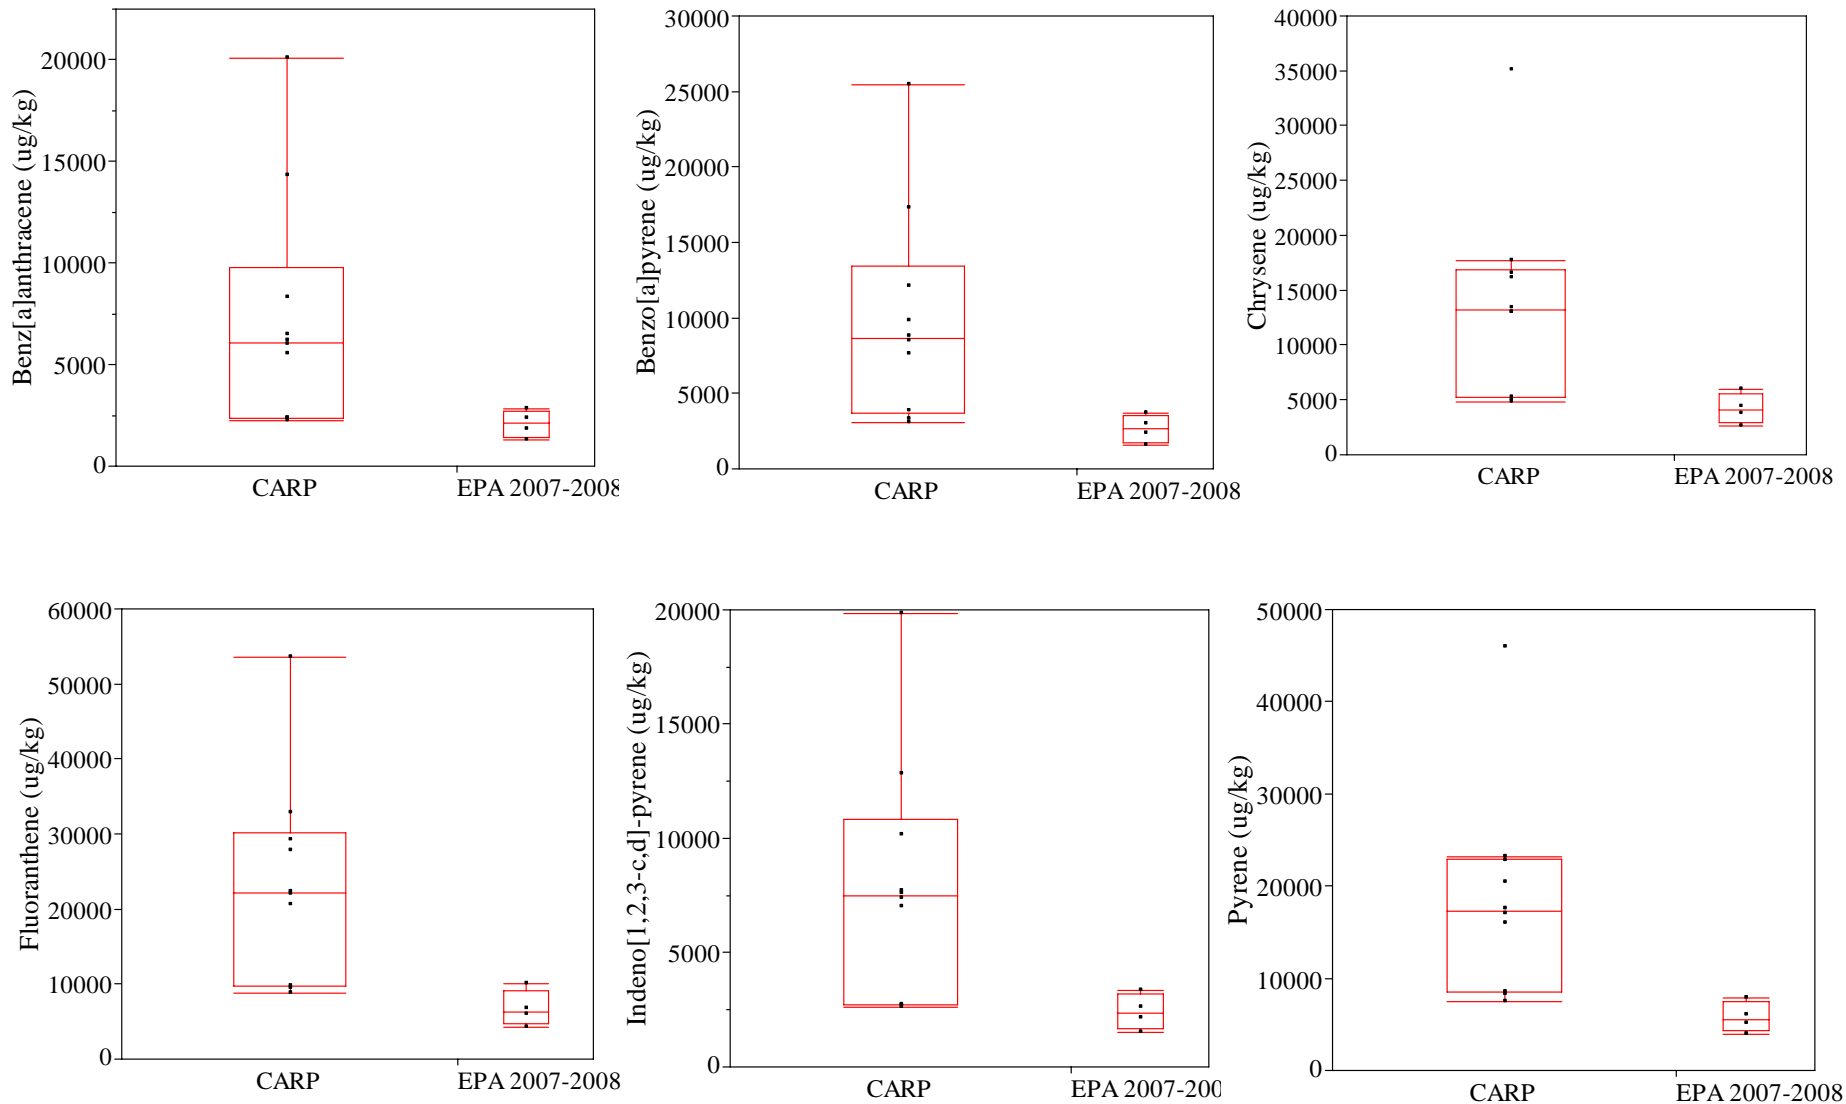 Benz[a]anthracene (ug/kg)
20000
15000
10000
5000
0
CARP
EPA 2007-2008
Benzo[a]pyrene (ug/kg)
30000
25000
20000
15000
10000
5000
0
CARP
EPA 2007-2008
Chrysene (ug/kg)
40000
35000
30000
25000
20000
15000
10000
5000
0
CARP
EPA 2007-2008
Fluoranthene (ug/kg)
60000
50000
40000
30000
20000
10000
0
CARP
EPA 2007-2008
Indeno[1,2,3-c,d]-pyrene (ug/kg)
20000
15000
10000
5000
0
CARP
EPA 2007-200
Pyrene (ug/kg)
50000
40000
30000
20000
10000
0
CARP
EPA 2007-2008